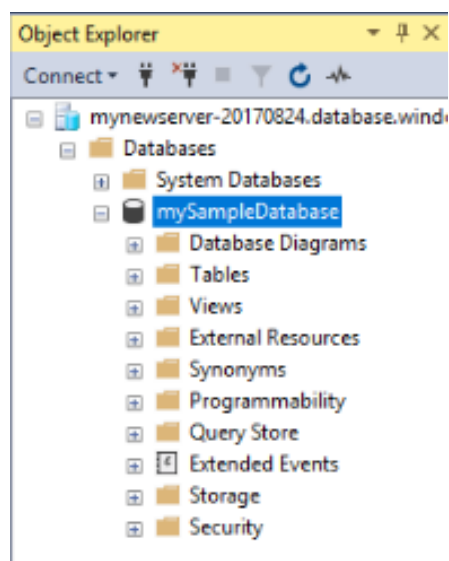 Object Explorer
Connect
mynewserver-20170824.database.wind
Databases
System Databases
mySampleDatabase
Database Diagrams
Tables
Views
External Resources
Synonyms
Programmability
Query Store
Extended Events
Storage
Security